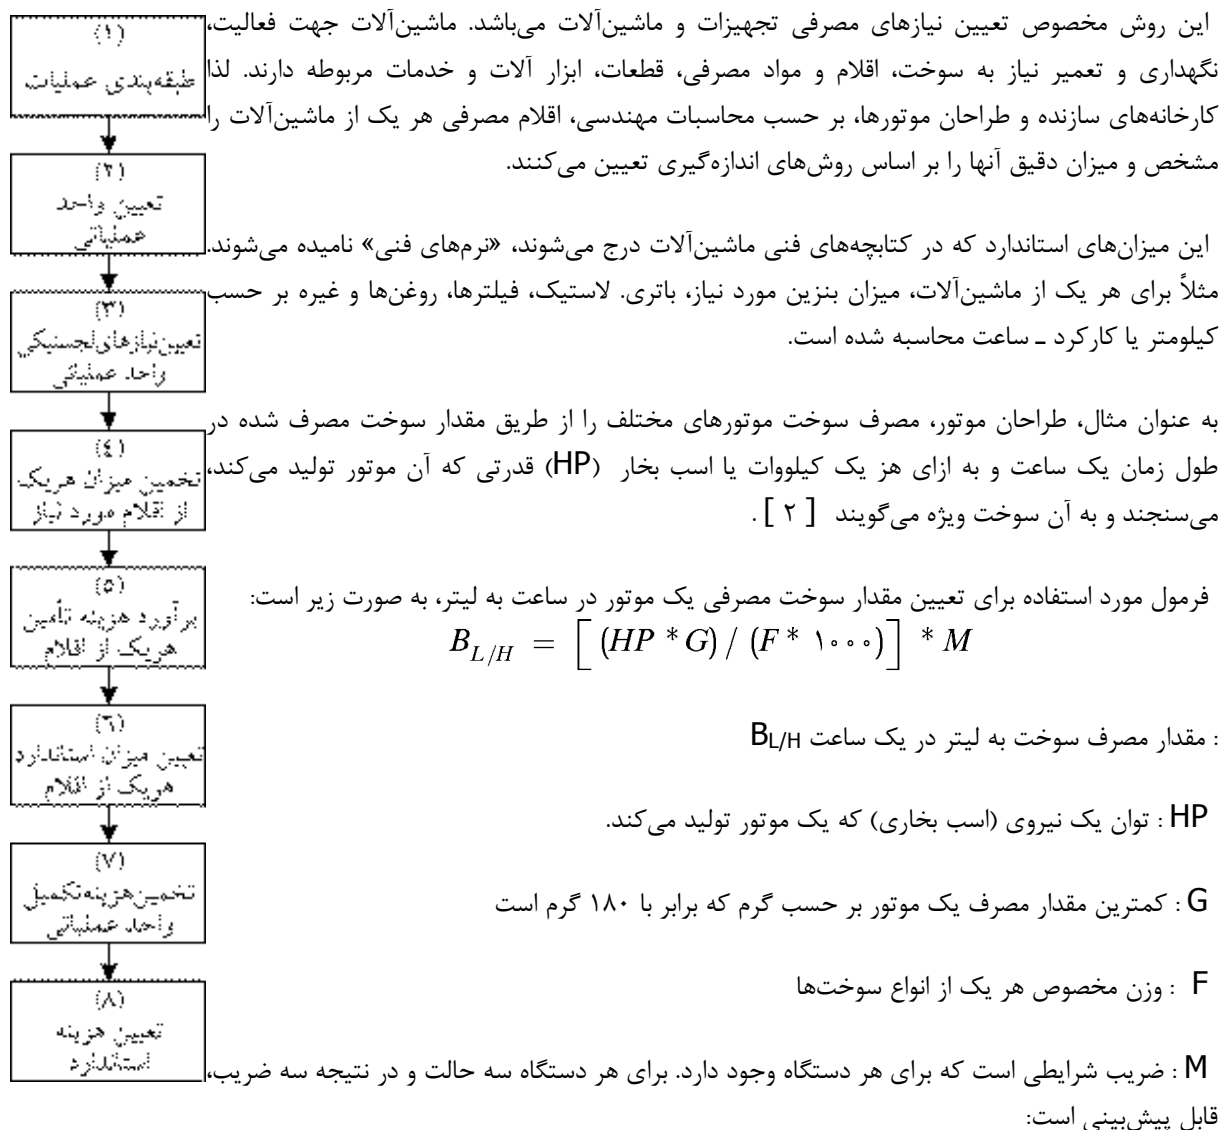 این روش مخصوص تعیین نیازهای مصرفی تجهیزات و ماشین‌آلات می‌باشد. ماشین‌آلات جهت فعالیت،
نگهداری و تعمیر نیاز به سوخت، اقلام و مواد مصرفی، قطعات، ابزار آلات و خدمات مربوطه دارند. لذا
کارخانه‌های سازنده و طراحان موتورها، بر حسب محاسبات مهندسی، اقلام مصرفی هر یک از ماشین‌آلات را
مشخص و میزان دقیق آنها را بر اساس روش‌های اندازه‌گیری تعیین می‌کنند.
این میزان‌های استاندارد که در کتابچه‌های فنی ماشین‌آلات درج می‌شوند، «نرم‌های فنی» نامیده می‌شوند.
مثلاً برای هر یک از ماشین‌آلات، میزان بنزین مورد نیاز، باتری. لاستیک، فیلترها، روغن‌ها و غیره بر حسب
کیلومتر یا کارکرد ـ ساعت محاسبه شده است.
به عنوان مثال، طراحان موتور، مصرف سوخت موتورهای مختلف را از طریق مقدار سوخت مصرف شده در
طول زمان یک ساعت و به ازای هز یک کیلووات یا اسب بخار (HP) قدرتی که آن موتور تولید می‌کند،
می‌سنجند و به آن سوخت ویژه می‌گویند [ ۲ ] .
فرمول مورد استفاده برای تعیین مقدار سوخت مصرفی یک موتور در ساعت به لیتر، به صورت زیر است:
B_{L/H} = [ (HP * G) / (F * ۱۰۰۰) ] * M
: مقدار مصرف سوخت به لیتر در یک ساعت B_{L/H}
HP : توان یک نیروی (اسب بخاری) که یک موتور تولید می‌کند.
G : کمترین مقدار مصرف یک موتور بر حسب گرم که برابر با ۱۸۰ گرم است
F : وزن مخصوص هر یک از انواع سوخت‌ها
M : ضریب شرایطی است که برای هر دستگاه وجود دارد. برای هر دستگاه سه حالت و در نتیجه سه ضریب،
قابل پیش‌بینی است:
(۱)
طبقه‌بندی عملیات
(۲)
تعیین واحد
عملیاتی
(۳)
تعیین نیازهای لجستیکی
واحد عملیاتی
(٤)
تخمین میزان هریک
از اقلام مورد نیاز
(۵)
برآورد هزینه تأمین
هریک از اقلام
(٦)
تعیین میزان استاندارد
هریک از اقلام
(۷)
تخمین هزینه تکمیل
واحد عملیاتی
(۸)
تعیین هزینه
استاندارد